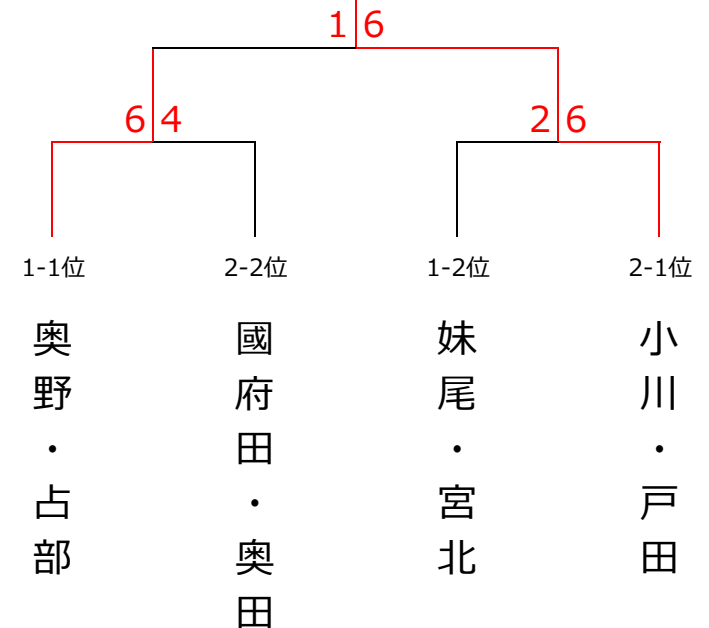 1 6
6 4
2 6
1-1位
2-2位
1-2位
2-1位
奥野・占部
國府田・奥田
妹尾・宮北
小川・戸田